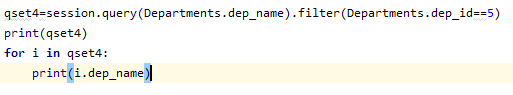 qset4=session.query(Departments.dep_name).filter(Departments.dep_id==5)
print(qset4)
for i in qset4:
    print(i.dep_name)